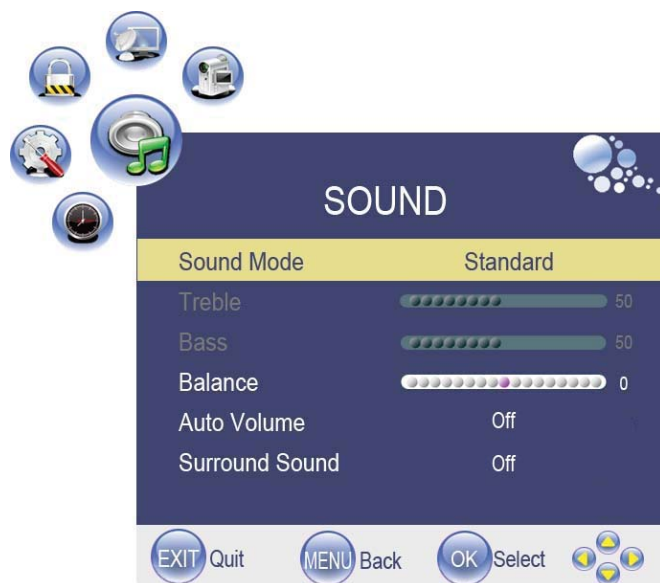 SOUND
Sound Mode Standard
Treble 50
Bass 50
Balance 0
Auto Volume Off
Surround Sound Off
EXIT Quit MENU Back OK Select